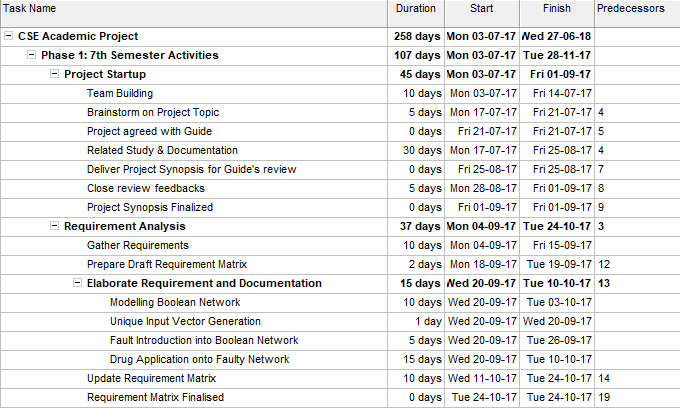 Task Name Duration Start Finish Predecessors
CSE Academic Project 258 days Mon 03-07-17 Wed 27-06-18
Phase 1: 7th Semester Activities 107 days Mon 03-07-17 Tue 28-11-17
Project Startup 45 days Mon 03-07-17 Fri 01-09-17
Team Building 10 days Mon 03-07-17 Fri 14-07-17
Brainstorm on Project Topic 5 days Mon 17-07-17 Fri 21-07-17 4
Project agreed with Guide 0 days Fri 21-07-17 Fri 21-07-17 5
Related Study & Documentation 30 days Mon 17-07-17 Fri 25-08-17 4
Deliver Project Synopsis for Guide's review 0 days Fri 25-08-17 Fri 25-08-17 7
Close review feedbacks 5 days Mon 28-08-17 Fri 01-09-17 8
Project Synopsis Finalized 0 days Fri 01-09-17 Fri 01-09-17 9
Requirement Analysis 37 days Mon 04-09-17 Tue 24-10-17 3
Gather Requirements 10 days Mon 04-09-17 Fri 15-09-17
Prepare Draft Requirement Matrix 2 days Mon 18-09-17 Tue 19-09-17 12
Elaborate Requirement and Documentation 15 days Wed 20-09-17 Tue 10-10-17 13
Modelling Boolean Network 10 days Wed 20-09-17 Tue 03-10-17
Unique Input Vector Generation 1 day Wed 20-09-17 Wed 20-09-17
Fault Introduction into Boolean Network 5 days Wed 20-09-17 Tue 26-09-17
Drug Application onto Faulty Network 15 days Wed 20-09-17 Tue 10-10-17
Update Requirement Matrix 10 days Wed 11-10-17 Tue 24-10-17 14
Requirement Matrix Finalised 0 days Tue 24-10-17 Tue 24-10-17 19